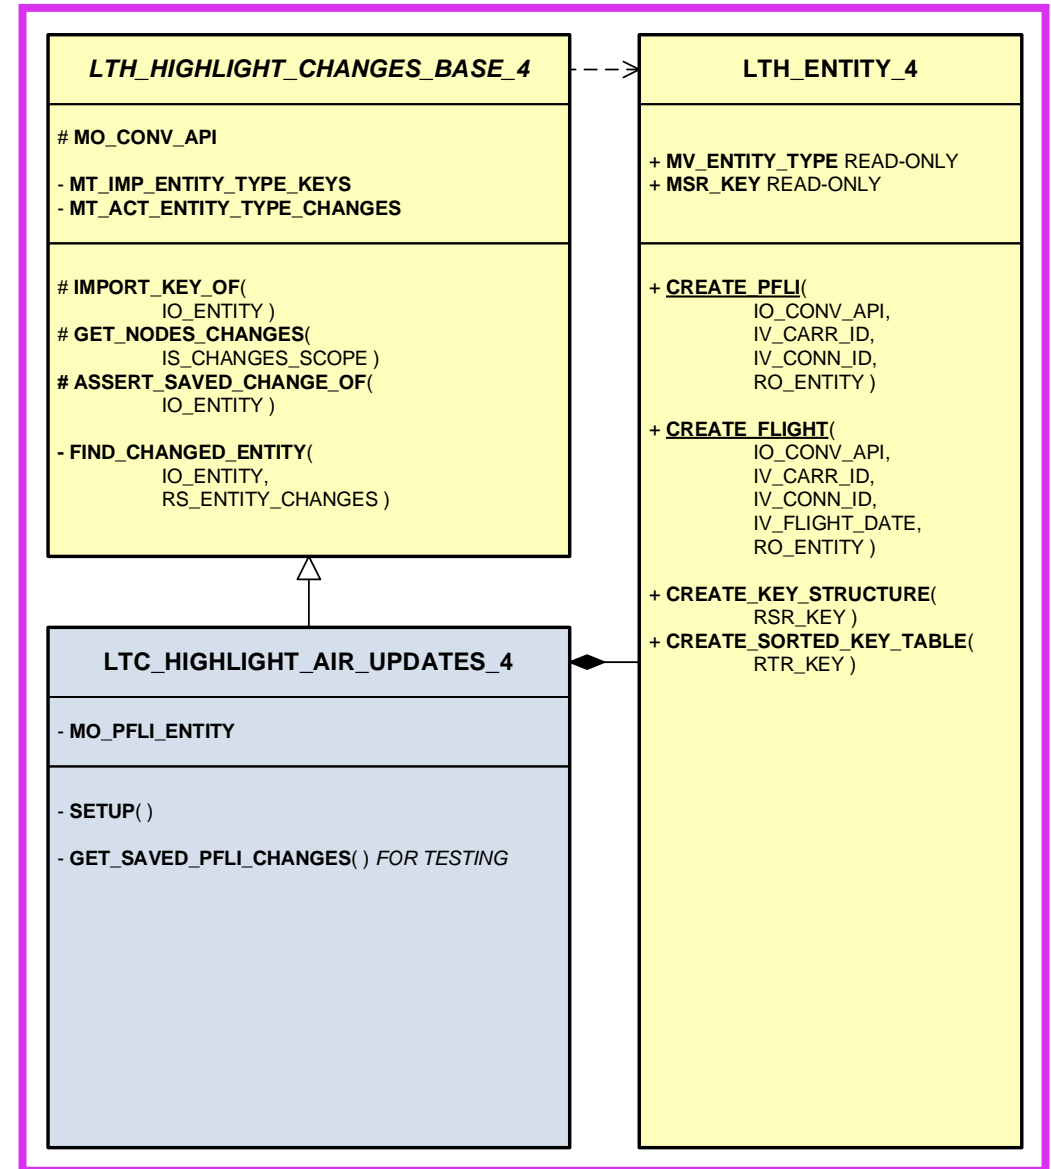 LTH_HIGHLIGHT_CHANGES_BASE_4
# MO_CONV_API
- MT_IMP_ENTITY_TYPE_KEYS
- MT_ACT_ENTITY_TYPE_CHANGES
# IMPORT_KEY_OF(
IO_ENTITY )
# GET_NODES_CHANGES(
IS_CHANGES_SCOPE )
# ASSERT_SAVED_CHANGE_OF(
IO_ENTITY )
- FIND_CHANGED_ENTITY(
IO_ENTITY,
RS_ENTITY_CHANGES )
LTH_ENTITY_4
+ MV_ENTITY_TYPE READ-ONLY
+ MSR_KEY READ-ONLY
+ CREATE_PFLI(
IO_CONV_API,
IV_CARR_ID,
IV_CONN_ID,
RO_ENTITY )
+ CREATE_FLIGHT(
IO_CONV_API,
IV_CARR_ID,
IV_CONN_ID,
IV_FLIGHT_DATE,
RO_ENTITY )
+ CREATE_KEY_STRUCTURE(
RSR_KEY )
+ CREATE_SORTED_KEY_TABLE(
RTR_KEY )
LTC_HIGHLIGHT_AIR_UPDATES_4
- MO_PFLI_ENTITY
- SETUP( )
- GET_SAVED_PFLI_CHANGES( ) FOR TESTING